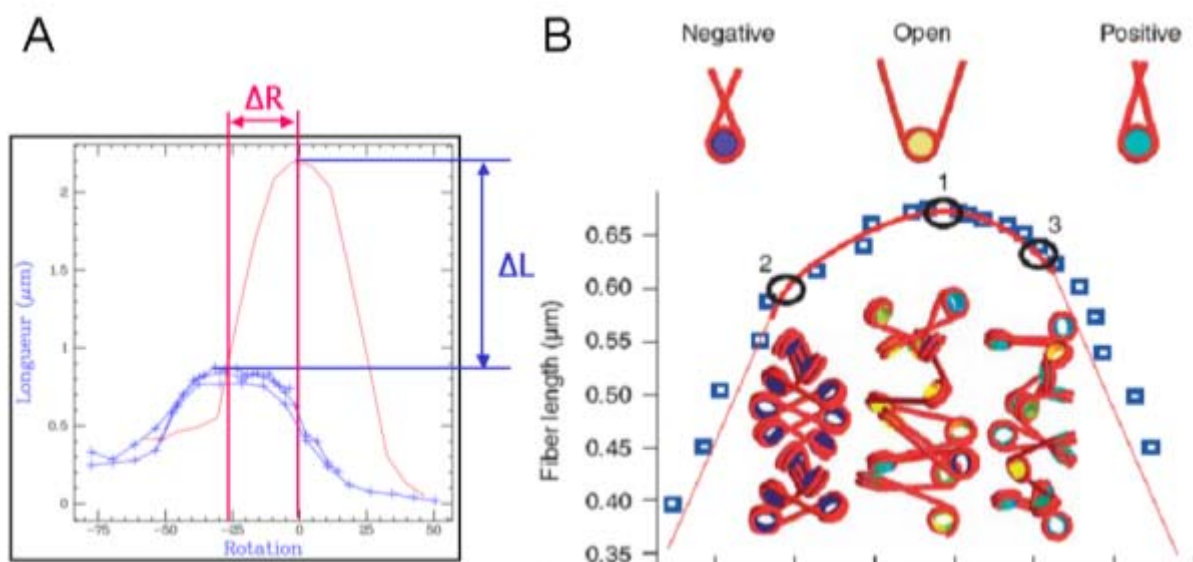 A
ΔR
ΔL
2
1.5
1
0.5
0
Longueur (μm)
-75
-50
-25
0
25
50
Rotation
B
Negative
Open
Positive
1
2
3
0.65
0.60
0.55
0.50
0.45
0.40
0.35
Fiber length (μm)